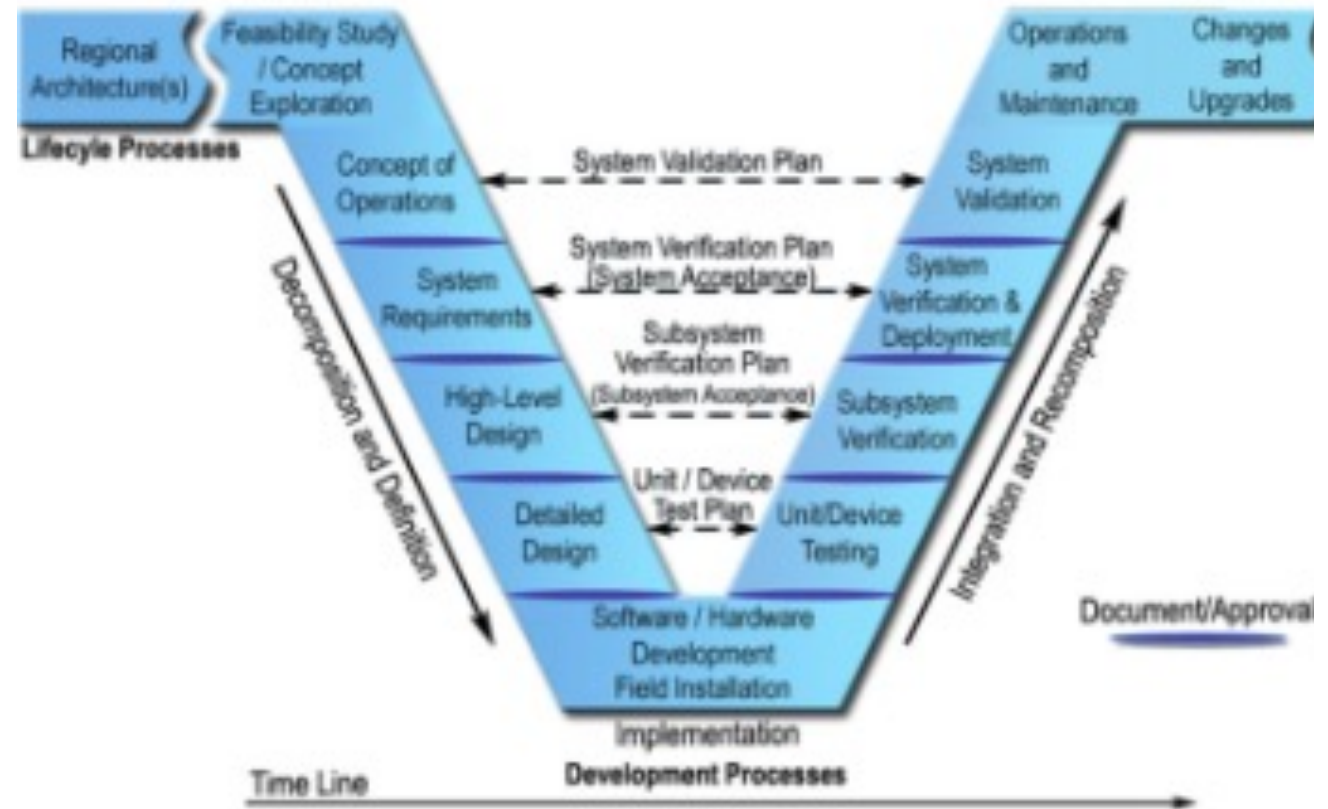 Regional
Architecture(s)
Feasibility Study
/ Concept
Exploration
Operations
and
Maintenance
Changes
and
Upgrades
Lifecyle Processes
Concept of
Operations
System Validation Plan
System
Validation
System
Requirements
System Verification Plan
(System Acceptance)
System
Verification &
Deployment
High-Level
Design
Subsystem
Verification Plan
(Subsystem Acceptance)
Subsystem
Verification
Detailed
Design
Unit / Device
Test Plan
Unit/Device
Testing
Decomposition and Definition
Integration and Recomposition
Software / Hardware
Development
Field Installation
Document/Approval
Implementation
Development Processes
Time Line